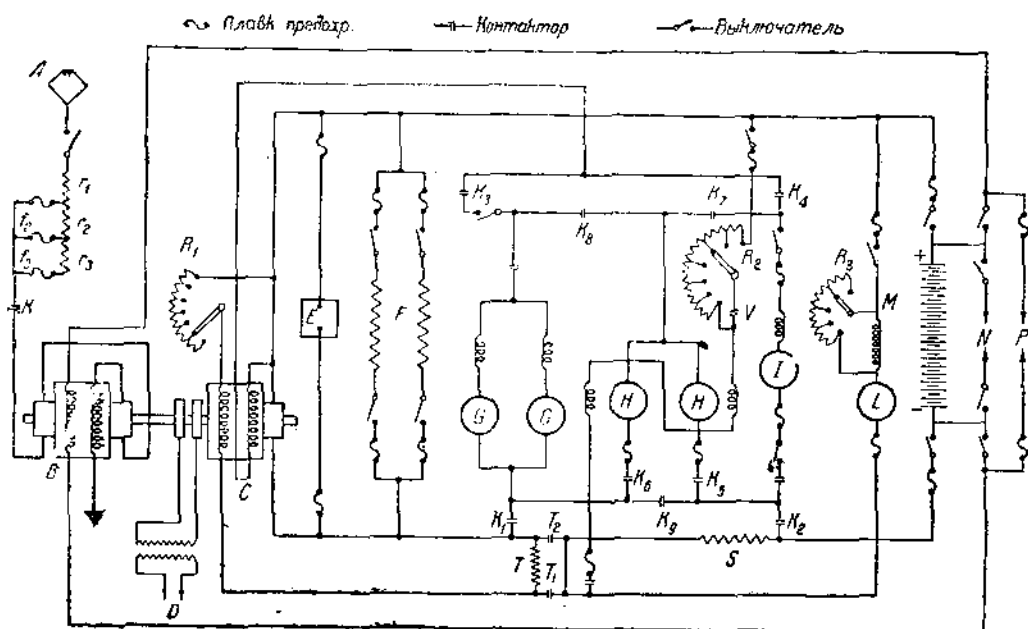 Плавк предохр. Контактор Выключатель
A
r₁
r₂
r₃
K
R₁
B
C
D
E
F
K₃
K₈
K₇
K₄
R₂
V
R₃
M
+
−
N
P
G G
H H
I
L
K₆
K₅
K₉
K₁
T₂
K₂
T
T₁
S